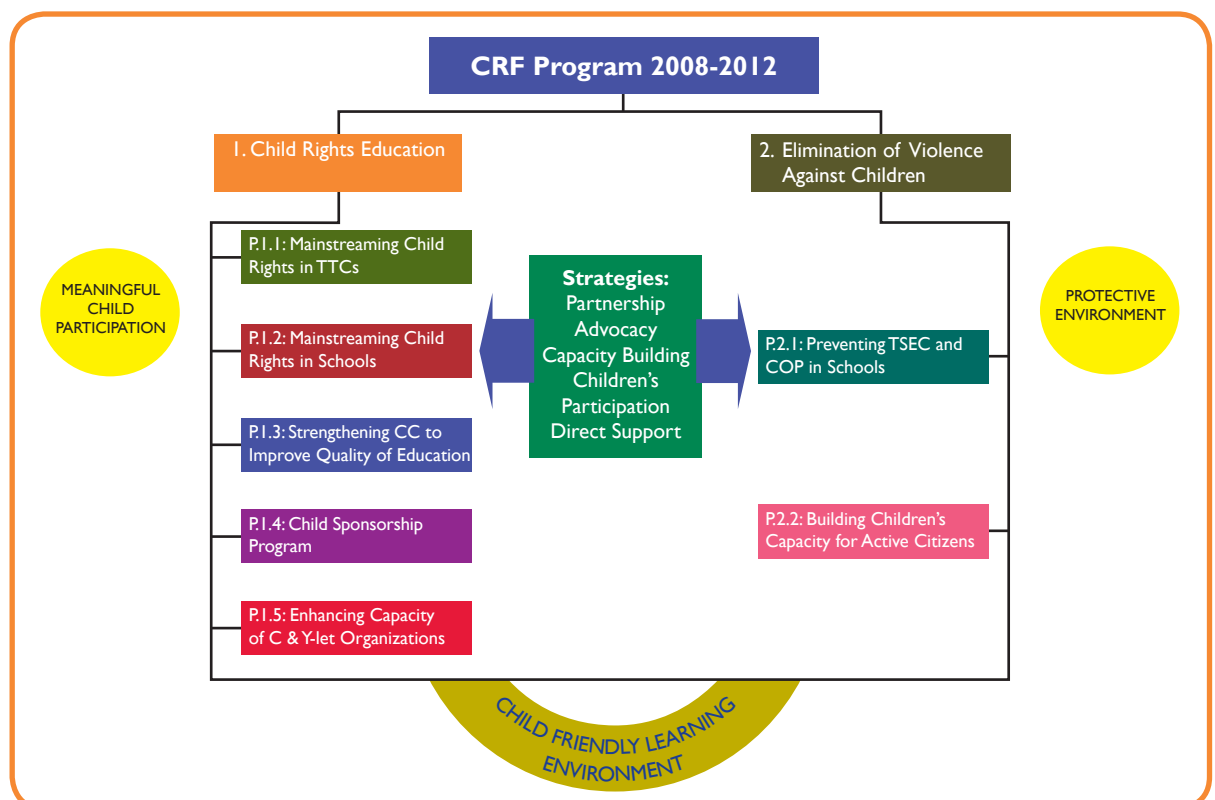 CRF Program 2008-2012
1. Child Rights Education
2. Elimination of Violence
Against Children
MEANINGFUL
CHILD
PARTICIPATION
P.1.1: Mainstreaming Child
Rights in TTCs
P.1.2: Mainstreaming Child
Rights in Schools
P.1.3: Strengthening CC to
Improve Quality of Education
P.1.4: Child Sponsorship
Program
P.1.5: Enhancing Capacity
of C & Y-let Organizations
Strategies:
Partnership
Advocacy
Capacity Building
Children's
Participation
Direct Support
P.2.1: Preventing TSEC and
COP in Schools
P.2.2: Building Children's
Capacity for Active Citizens
PROTECTIVE
ENVIRONMENT
CHILD FRIENDLY LEARNING
ENVIRONMENT